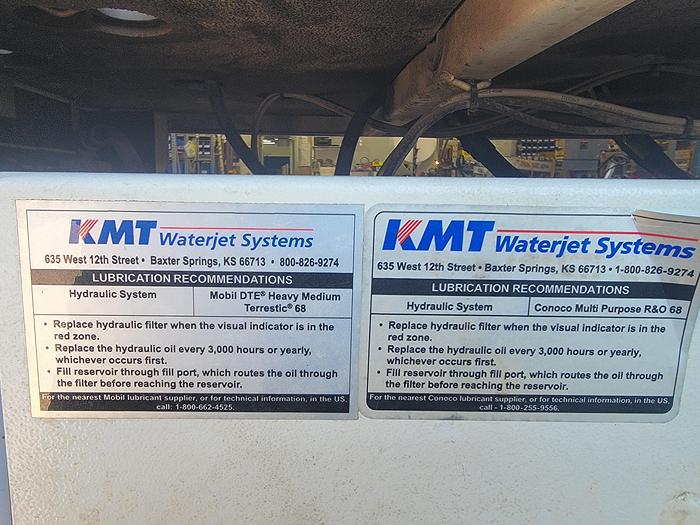 KMT Waterjet Systems
635 West 12th Street • Baxter Springs, KS 66713 • 800-826-9274
LUBRICATION RECOMMENDATIONS
Hydraulic System
Mobil DTE® Heavy Medium
Terrestic® 68
• Replace hydraulic filter when the visual indicator is in the
red zone.
• Replace the hydraulic oil every 3,000 hours or yearly,
whichever occurs first.
• Fill reservoir through fill port, which routes the oil through
the filter before reaching the reservoir.
For the nearest Mobil lubricant supplier, or for technical information, in the US,
call: 1-800-662-4525.
KMT Waterjet Systems
635 West 12th Street • Baxter Springs, KS 66713 • 1-800-826-9274
LUBRICATION RECOMMENDATIONS
Hydraulic System
Conoco Multi Purpose R&O 68
• Replace hydraulic filter when the visual indicator is in the
red zone.
• Replace the hydraulic oil every 3,000 hours or yearly,
whichever occurs first.
• Fill reservoir through fill port, which routes the oil through
the filter before reaching the reservoir.
For the nearest Conoco lubricant supplier, or for technical information, in the US,
call - 1-800-255-9556.